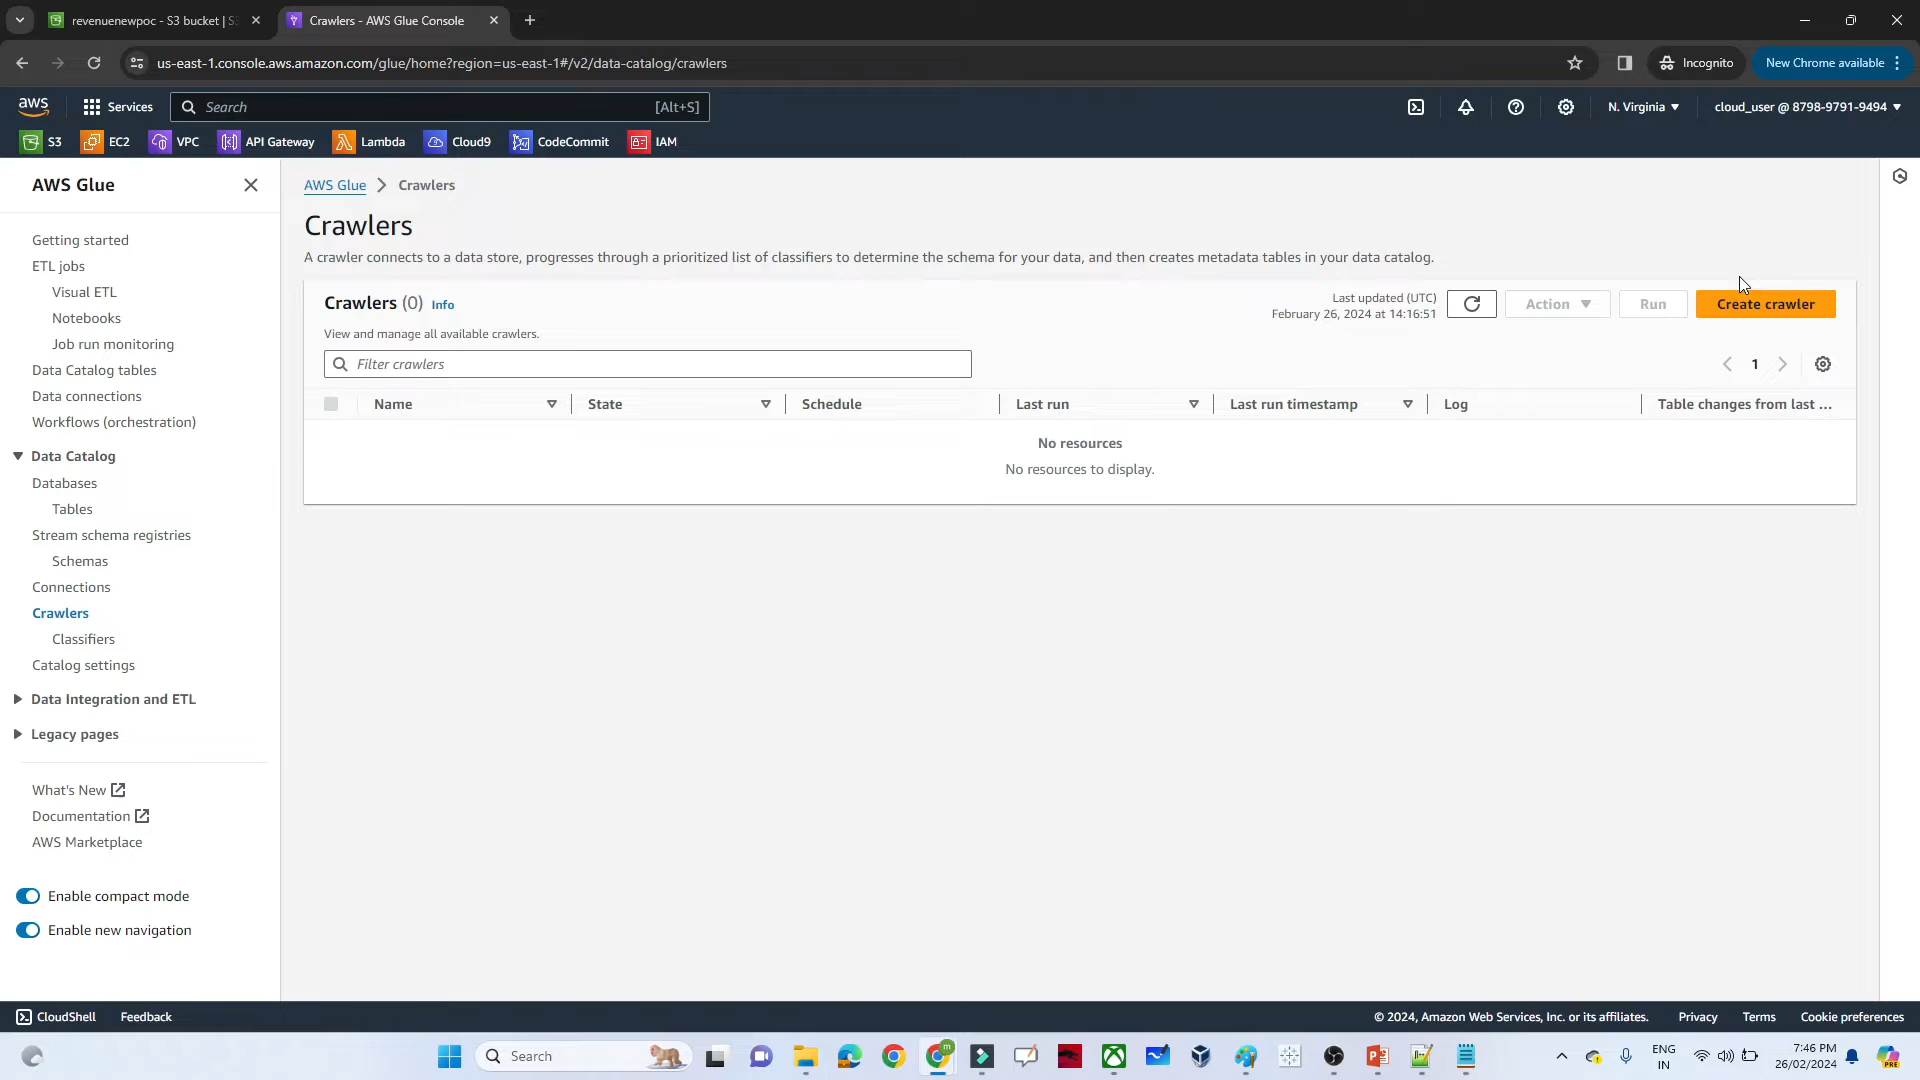 revenuenewpoc - S3 bucket | S3
Crawlers - AWS Glue Console
us-east-1.console.aws.amazon.com/glue/home?region=us-east-1#/v2/data-catalog/crawlers
Incognito
New Chrome available
aws
Services
Search
[Alt+S]
N. Virginia
cloud_user @ 8798-9791-9494
S3
EC2
VPC
API Gateway
Lambda
Cloud9
CodeCommit
IAM
AWS Glue
Getting started
ETL jobs
Visual ETL
Notebooks
Job run monitoring
Data Catalog tables
Data connections
Workflows (orchestration)
Data Catalog
Databases
Tables
Stream schema registries
Schemas
Connections
Crawlers
Classifiers
Catalog settings
Data Integration and ETL
Legacy pages
What's New
Documentation
AWS Marketplace
Enable compact mode
Enable new navigation
AWS Glue > Crawlers
Crawlers
A crawler connects to a data store, progresses through a prioritized list of classifiers to determine the schema for your data, and then creates metadata tables in your data catalog.
Crawlers (0) Info
Last updated (UTC)
February 26, 2024 at 14:16:51
Action
Run
Create crawler
View and manage all available crawlers.
Filter crawlers
1
Name
State
Schedule
Last run
Last run timestamp
Log
Table changes from last ...
No resources
No resources to display.
CloudShell
Feedback
© 2024, Amazon Web Services, Inc. or its affiliates.
Privacy
Terms
Cookie preferences
Search
ENG
IN
7:46 PM
26/02/2024
PRE